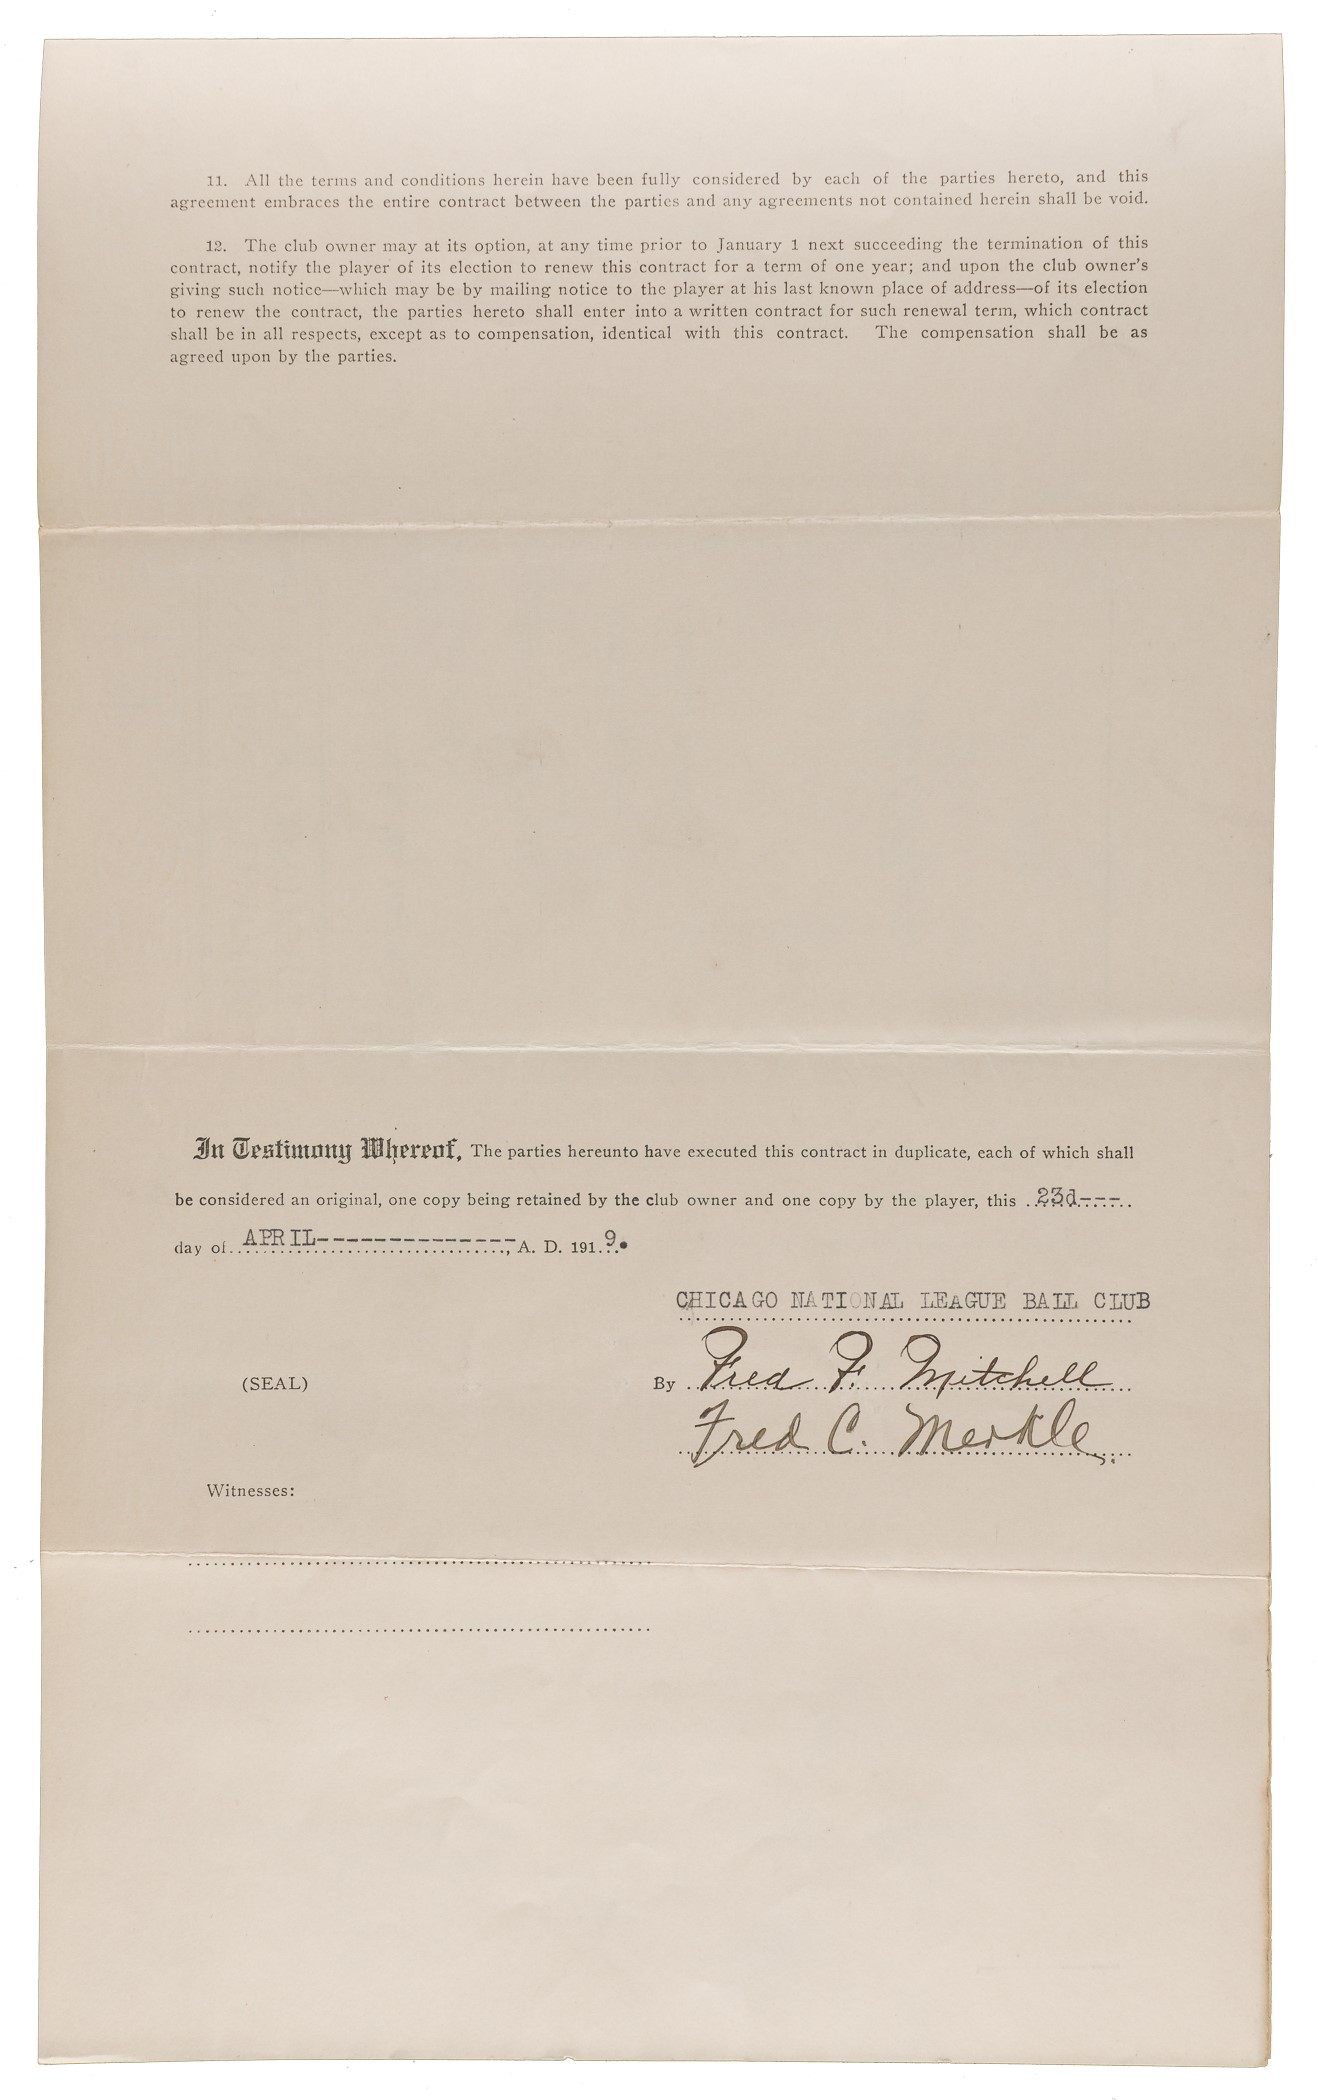 11. All the terms and conditions herein have been fully considered by each of the parties hereto, and this
agreement embraces the entire contract between the parties and any agreements not contained herein shall be void.
12. The club owner may at its option, at any time prior to January 1 next succeeding the termination of this
contract, notify the player of its election to renew this contract for a term of one year; and upon the club owner's
giving such notice—which may be by mailing notice to the player at his last known place of address—of its election
to renew the contract, the parties hereto shall enter into a written contract for such renewal term, which contract
shall be in all respects, except as to compensation, identical with this contract. The compensation shall be as
agreed upon by the parties.
In Testimony Whereof, The parties hereunto have executed this contract in duplicate, each of which shall
be considered an original, one copy being retained by the club owner and one copy by the player, this 23d----
day of APRIL---------------, A. D. 1919.
CHICAGO NATIONAL LEAGUE BALL CLUB
(SEAL) By Fred F. Mitchell
Fred C. Merkle.
Witnesses: